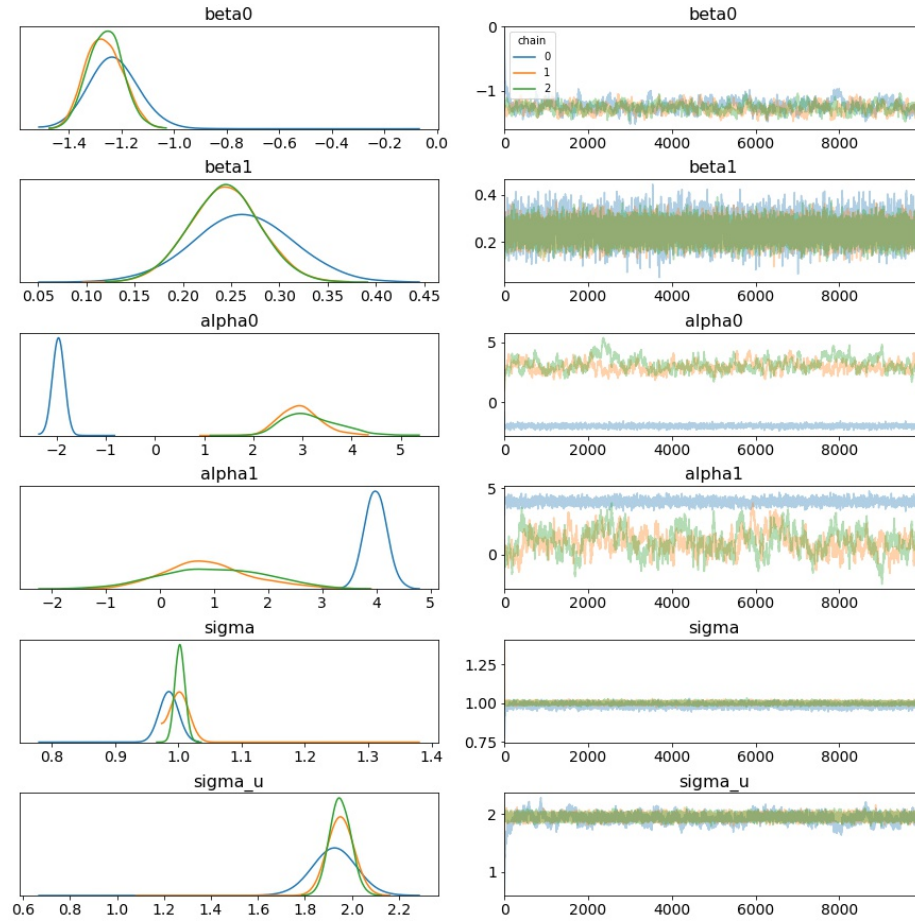 beta0
−1.4 −1.2 −1.0 −0.8 −0.6 −0.4 −0.2 0.0
beta0
0
−1
chain
0
1
2
0 2000 4000 6000 8000
beta1
0.05 0.10 0.15 0.20 0.25 0.30 0.35 0.40 0.45
beta1
0.4
0.2
0 2000 4000 6000 8000
alpha0
−2 −1 0 1 2 3 4 5
alpha0
5
0
0 2000 4000 6000 8000
alpha1
−2 −1 0 1 2 3 4 5
alpha1
5
0
0 2000 4000 6000 8000
sigma
0.8 0.9 1.0 1.1 1.2 1.3 1.4
sigma
1.25
1.00
0.75
0 2000 4000 6000 8000
sigma_u
0.6 0.8 1.0 1.2 1.4 1.6 1.8 2.0 2.2
sigma_u
2
1
0 2000 4000 6000 8000